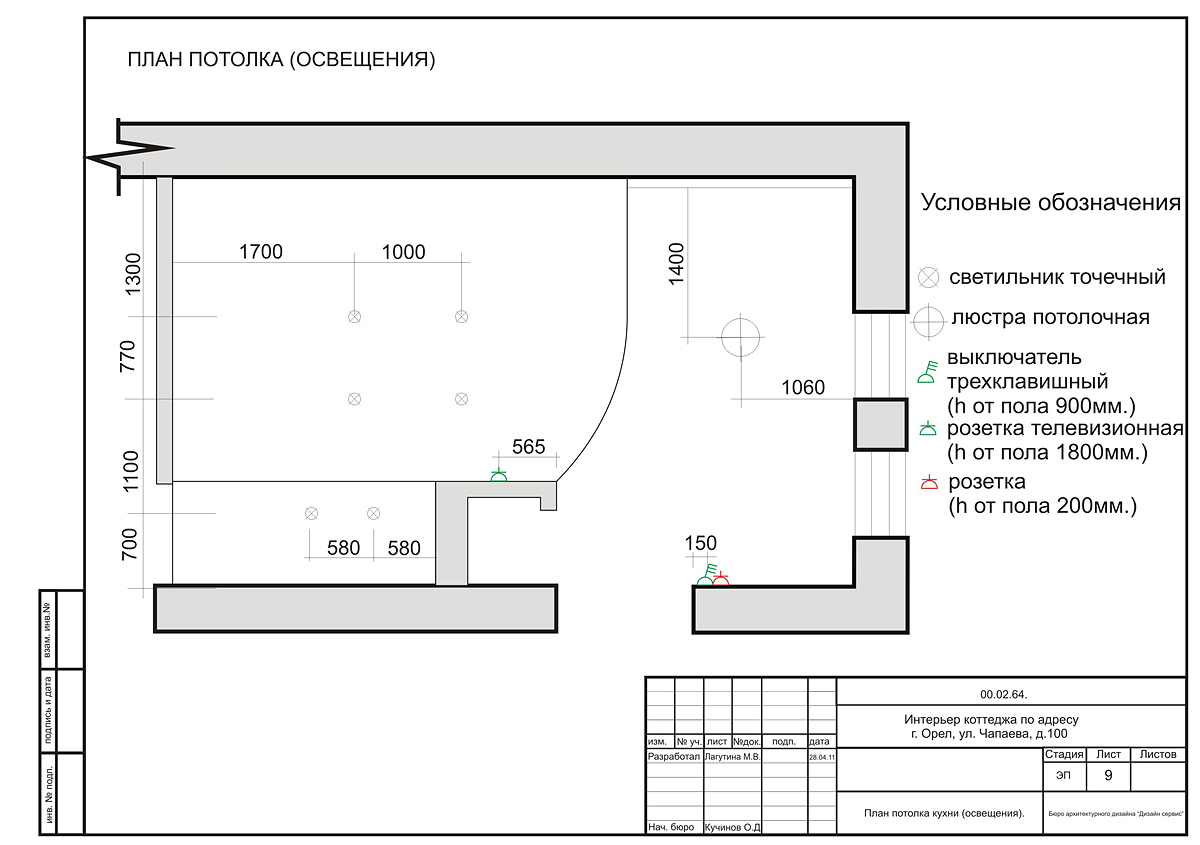 ПЛАН ПОТОЛКА (ОСВЕЩЕНИЯ)
Условные обозначения
светильник точечный
люстра потолочная
выключатель
трехклавишный
(h от пола 900мм.)
розетка телевизионная
(h от пола 1800мм.)
розетка
(h от пола 200мм.)
1700
1000
1300
770
1100
700
1400
1060
565
580
580
150
взам. инв.№
подпись и дата
инв. № подп.
00.02.64.
Интерьер коттеджа по адресу
г. Орел, ул. Чапаева, д.100
изм. № уч. лист №док. подп. дата
Разработал Лагутина М.В. 28.04.11
Стадия Лист Листов
ЭП 9
План потолка кухни (освещения).
Бюро архитектурного дизайна "Дизайн сервис"
Нач. бюро Кучинов О.Д